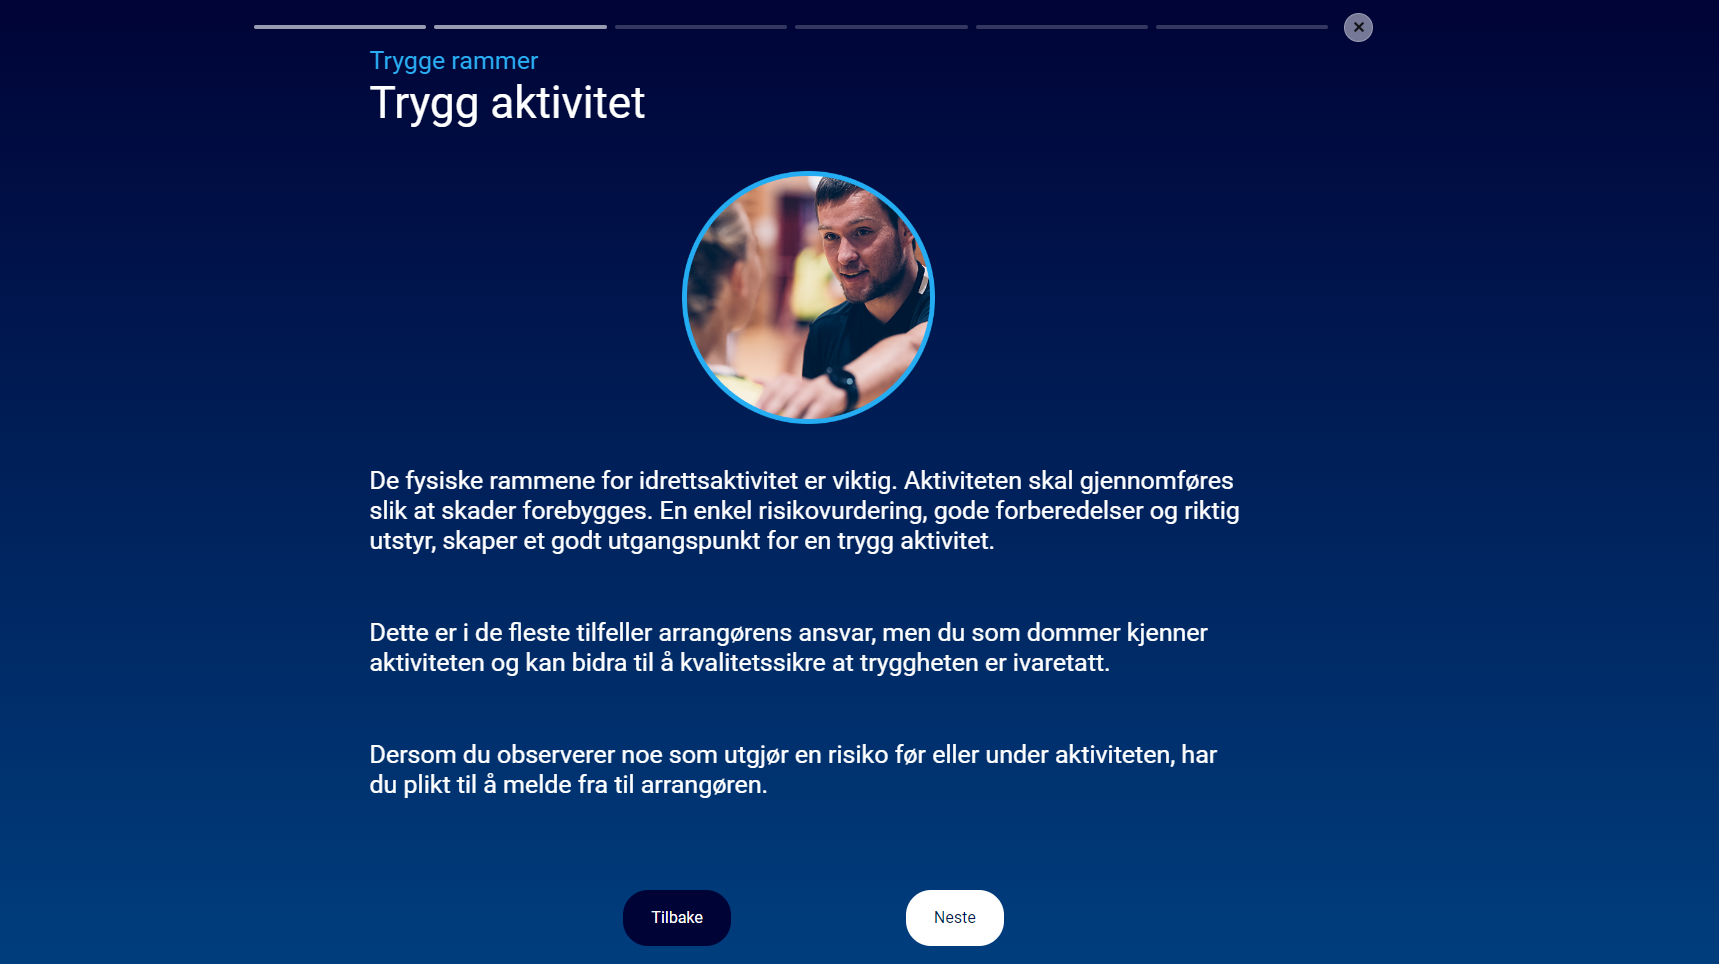 Trygge rammer
Trygg aktivitet
De fysiske rammene for idrettsaktivitet er viktig. Aktiviteten skal gjennomføres
slik at skader forebygges. En enkel risikovurdering, gode forberedelser og riktig
utstyr, skaper et godt utgangspunkt for en trygg aktivitet.
Dette er i de fleste tilfeller arrangørens ansvar, men du som dommer kjenner
aktiviteten og kan bidra til å kvalitetssikre at tryggheten er ivaretatt.
Dersom du observerer noe som utgjør en risiko før eller under aktiviteten, har
du plikt til å melde fra til arrangøren.
Tilbake
Neste